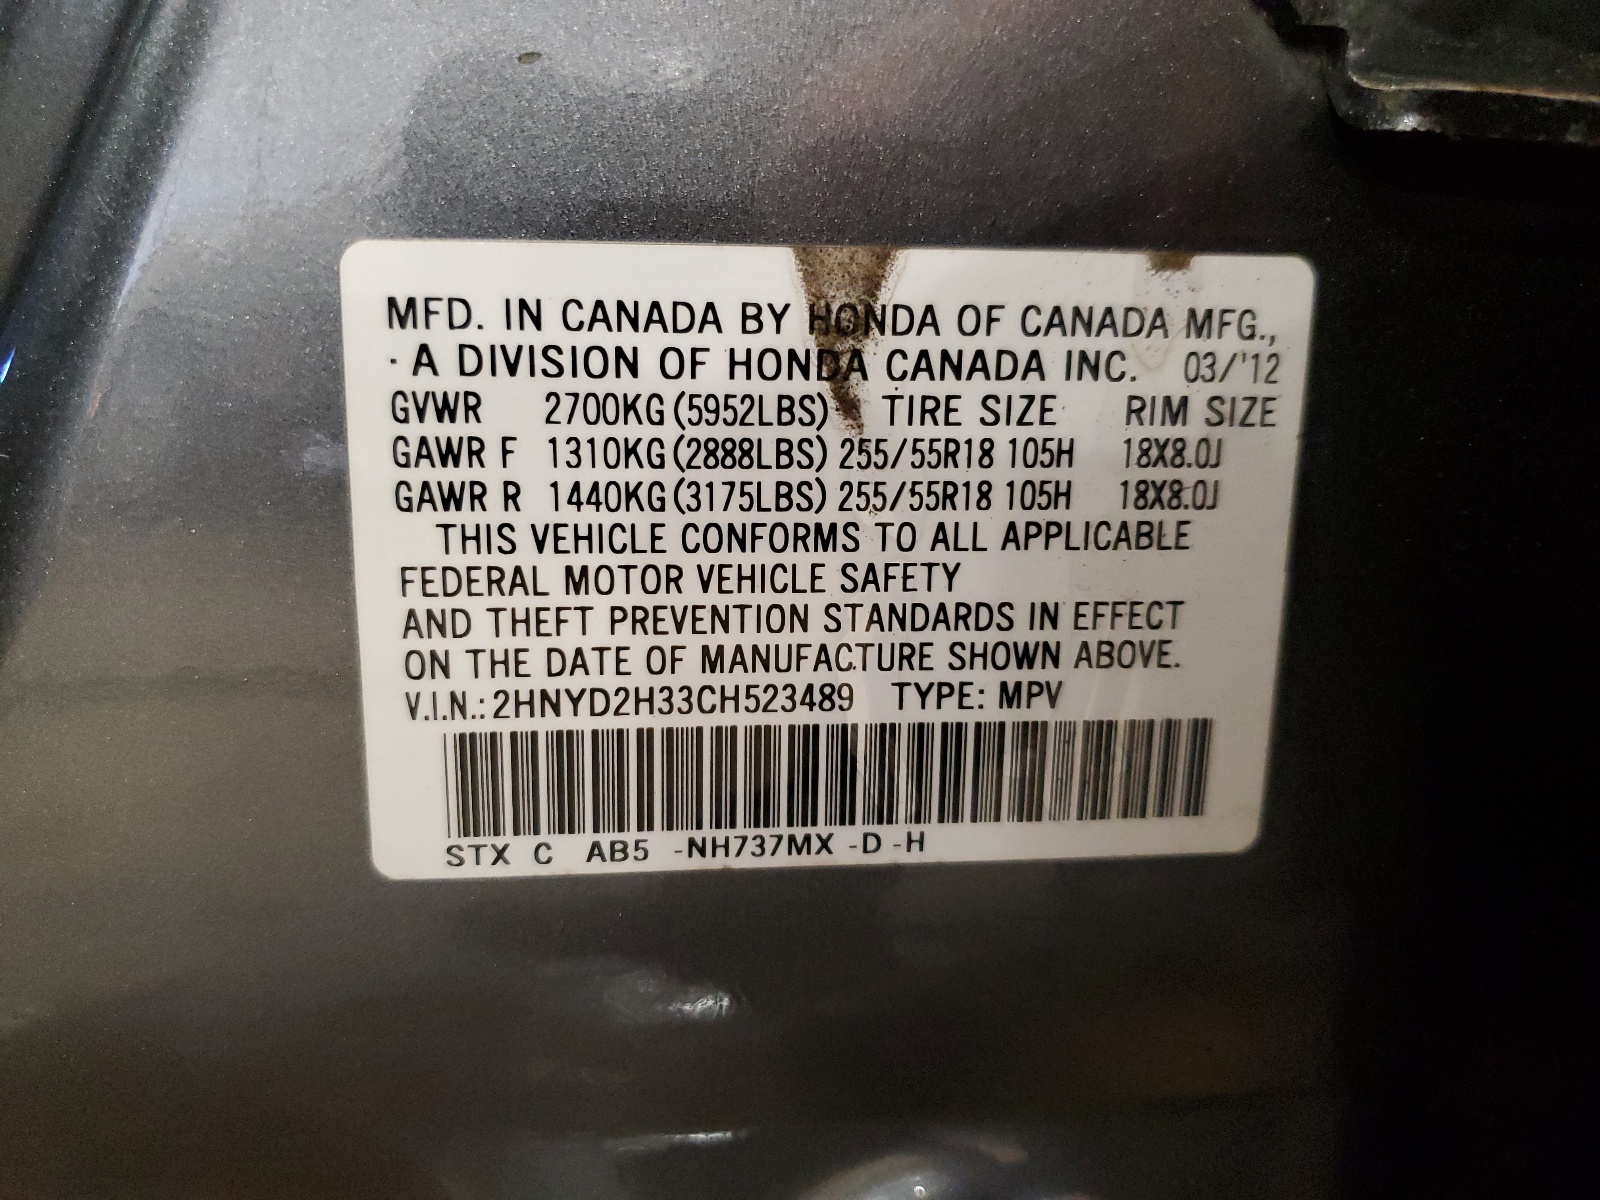 MFD. IN CANADA BY HONDA OF CANADA MFG.,
· A DIVISION OF HONDA CANADA INC. 03/'12
GVWR 2700KG (5952LBS) TIRE SIZE RIM SIZE
GAWR F 1310KG (2888LBS) 255/55R18 105H 18X8.0J
GAWR R 1440KG (3175LBS) 255/55R18 105H 18X8.0J
THIS VEHICLE CONFORMS TO ALL APPLICABLE
FEDERAL MOTOR VEHICLE SAFETY
AND THEFT PREVENTION STANDARDS IN EFFECT
ON THE DATE OF MANUFACTURE SHOWN ABOVE.
V.I.N.: 2HNYD2H33CH523489 TYPE: MPV
STX C AB5 -NH737MX -D -H